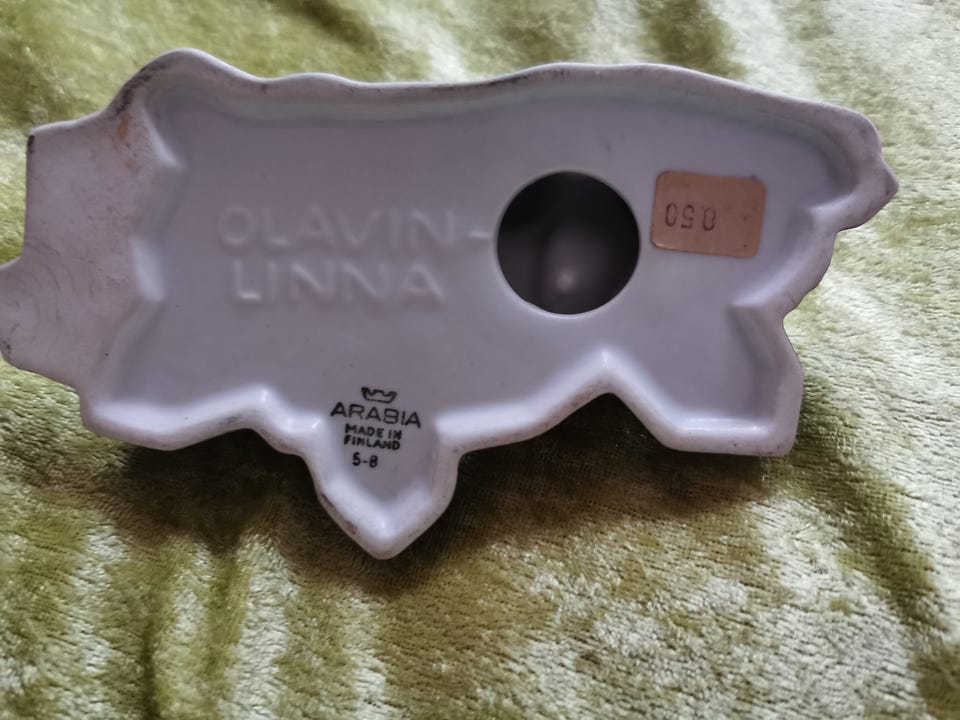 OLAVIN-
LINNA
ARABIA
MADE IN
FINLAND
5-8
0.50